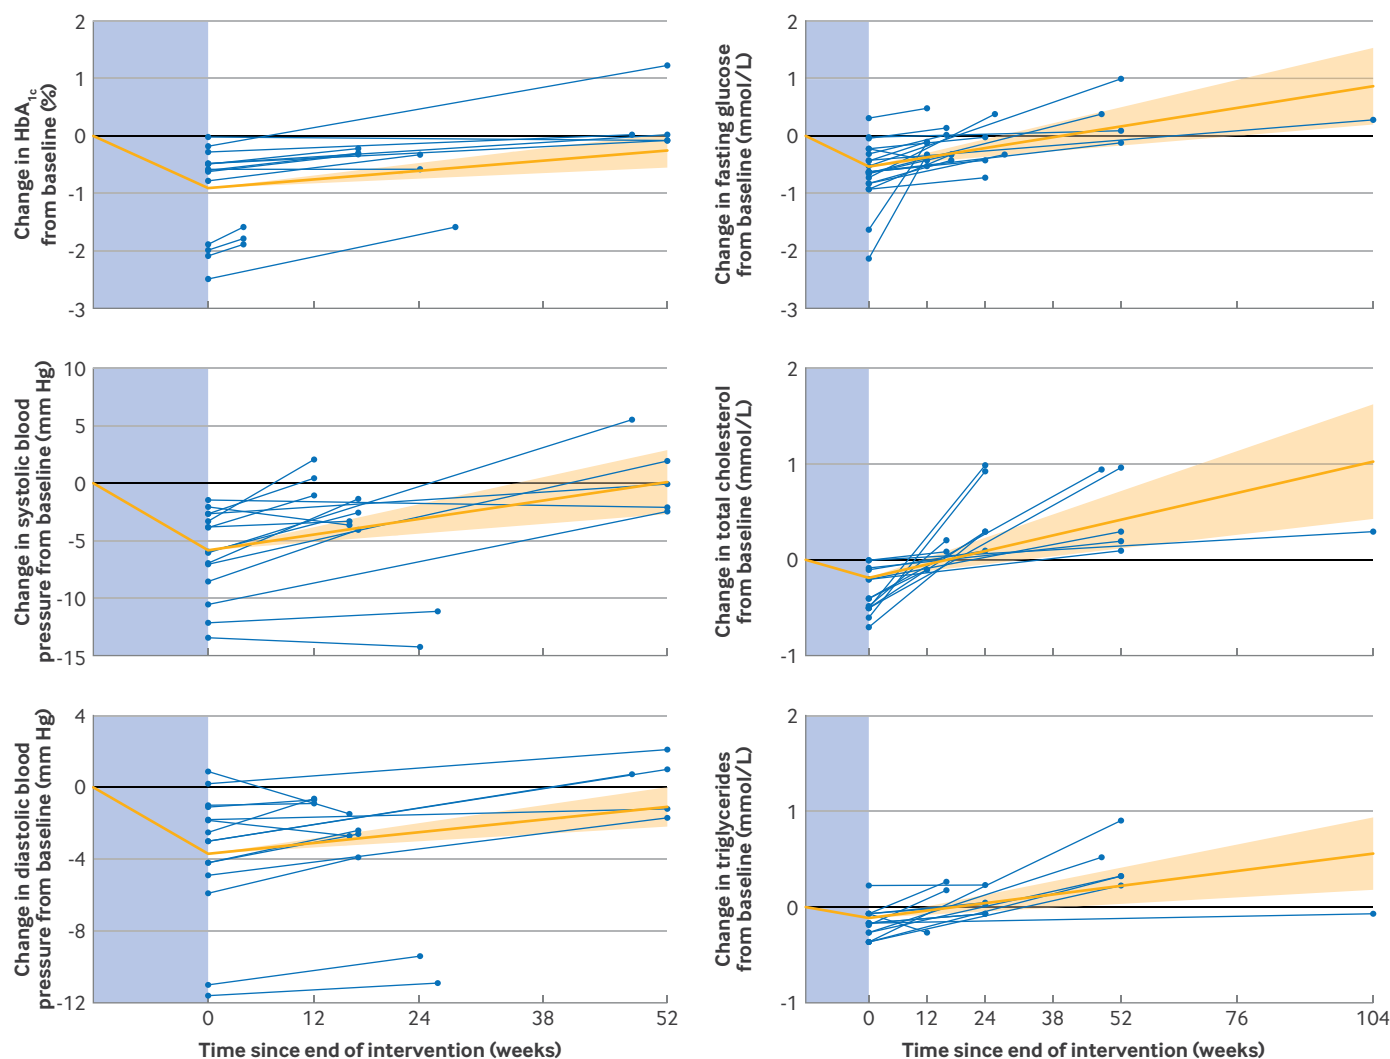 Change in HbA1c
from baseline (%)
2
1
0
-1
-2
-3
Change in fasting glucose
from baseline (mmol/L)
2
1
0
-1
-2
-3
Change in systolic blood
pressure from baseline (mm Hg)
10
5
0
-5
-10
-15
Change in total cholesterol
from baseline (mmol/L)
2
1
0
-1
Change in diastolic blood
pressure from baseline (mm Hg)
4
0
-4
-8
-12
0 12 24 38 52
Time since end of intervention (weeks)
Change in triglycerides
from baseline (mmol/L)
2
1
0
-1
0 12 24 38 52 76 104
Time since end of intervention (weeks)